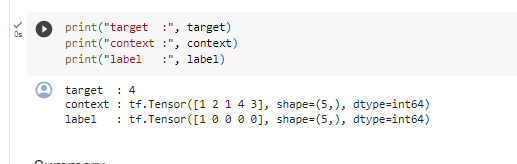 0s
print("target  :", target)
print("context :", context)
print("label   :", label)
target  : 4
context : tf.Tensor([1 2 1 4 3], shape=(5,), dtype=int64)
label   : tf.Tensor([1 0 0 0 0], shape=(5,), dtype=int64)